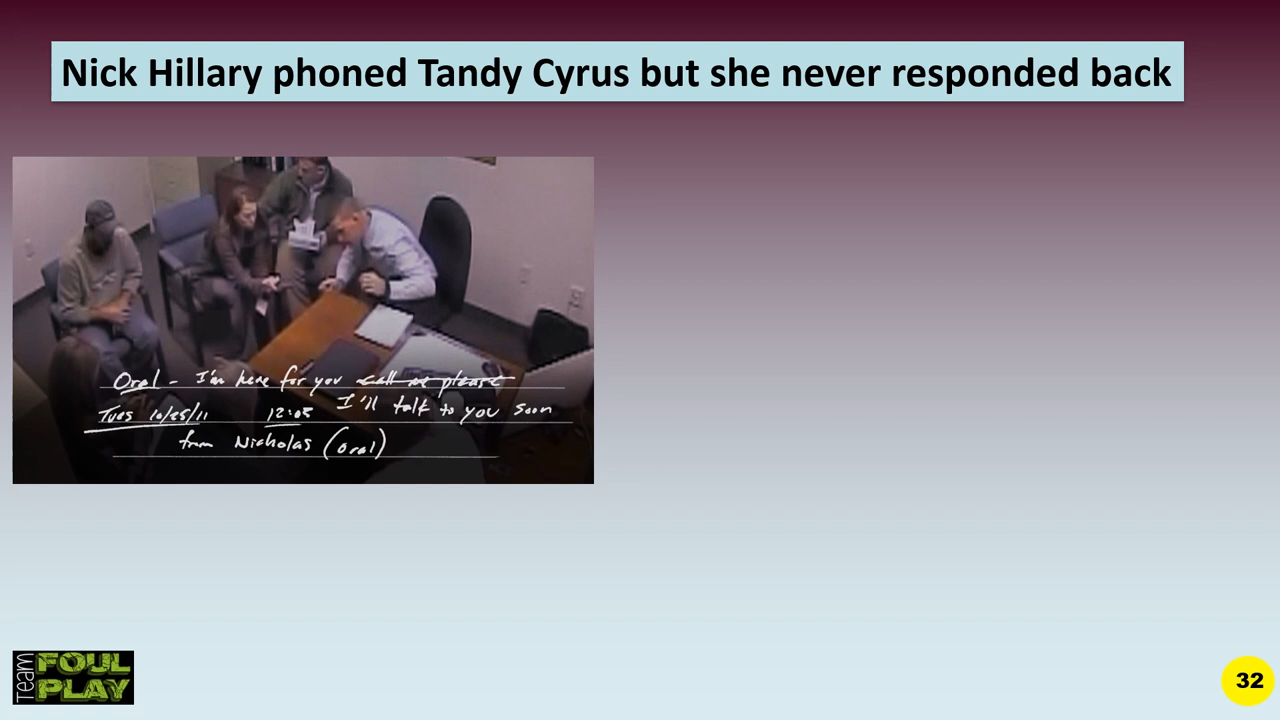 Nick Hillary phoned Tandy Cyrus but she never responded back
Oral - I'm here for you call me please
Tues 10/25/11 12:05 I'll talk to you soon
from Nicholas (oral)
Team FOUL PLAY
32